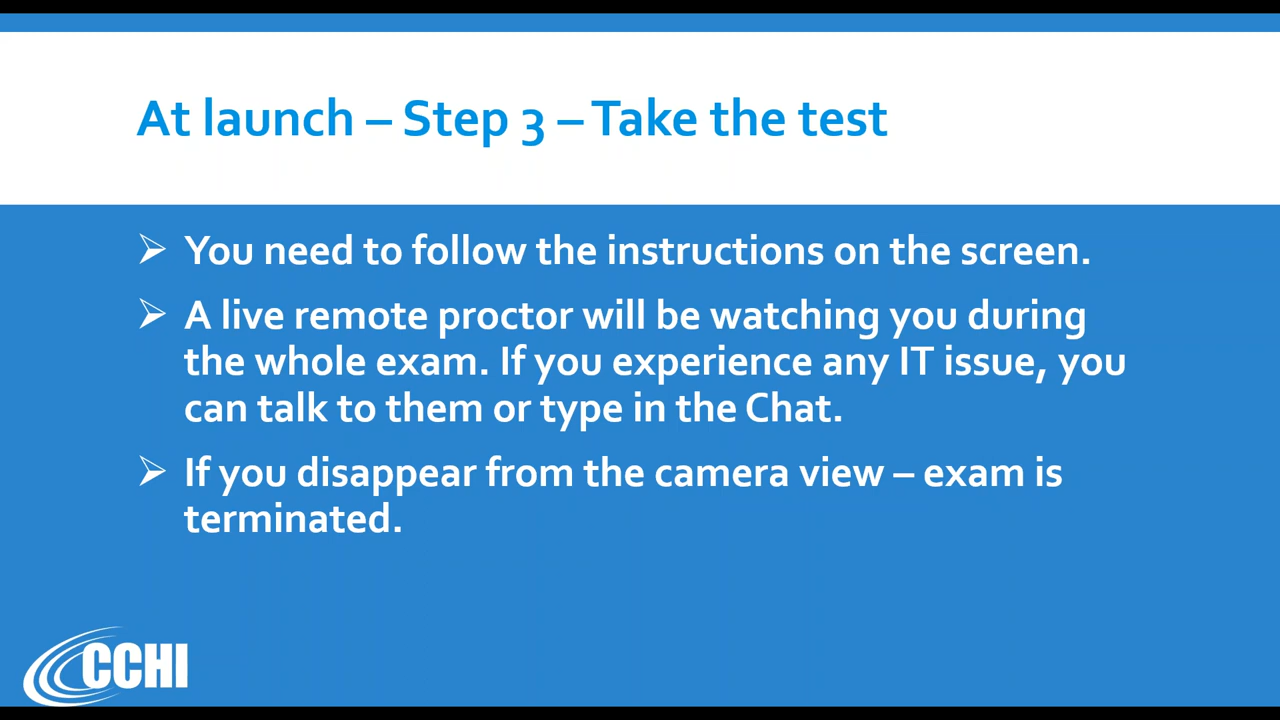 At launch – Step 3 – Take the test
You need to follow the instructions on the screen.
A live remote proctor will be watching you during
the whole exam. If you experience any IT issue, you
can talk to them or type in the Chat.
If you disappear from the camera view – exam is
terminated.
CCHI